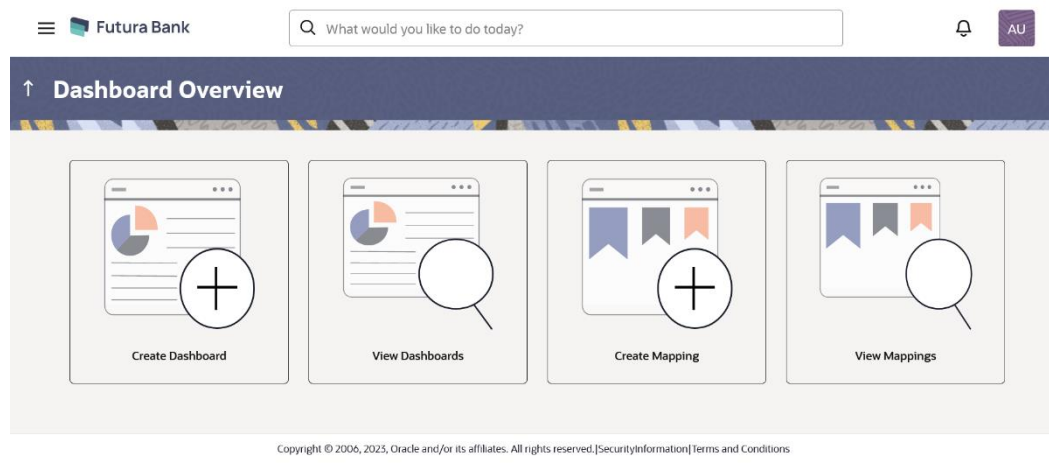 Futura Bank
What would you like to do today?
AU
↑ Dashboard Overview
Create Dashboard
View Dashboards
Create Mapping
View Mappings
Copyright © 2006, 2023, Oracle and/or its affiliates. All rights reserved.|SecurityInformation|Terms and Conditions